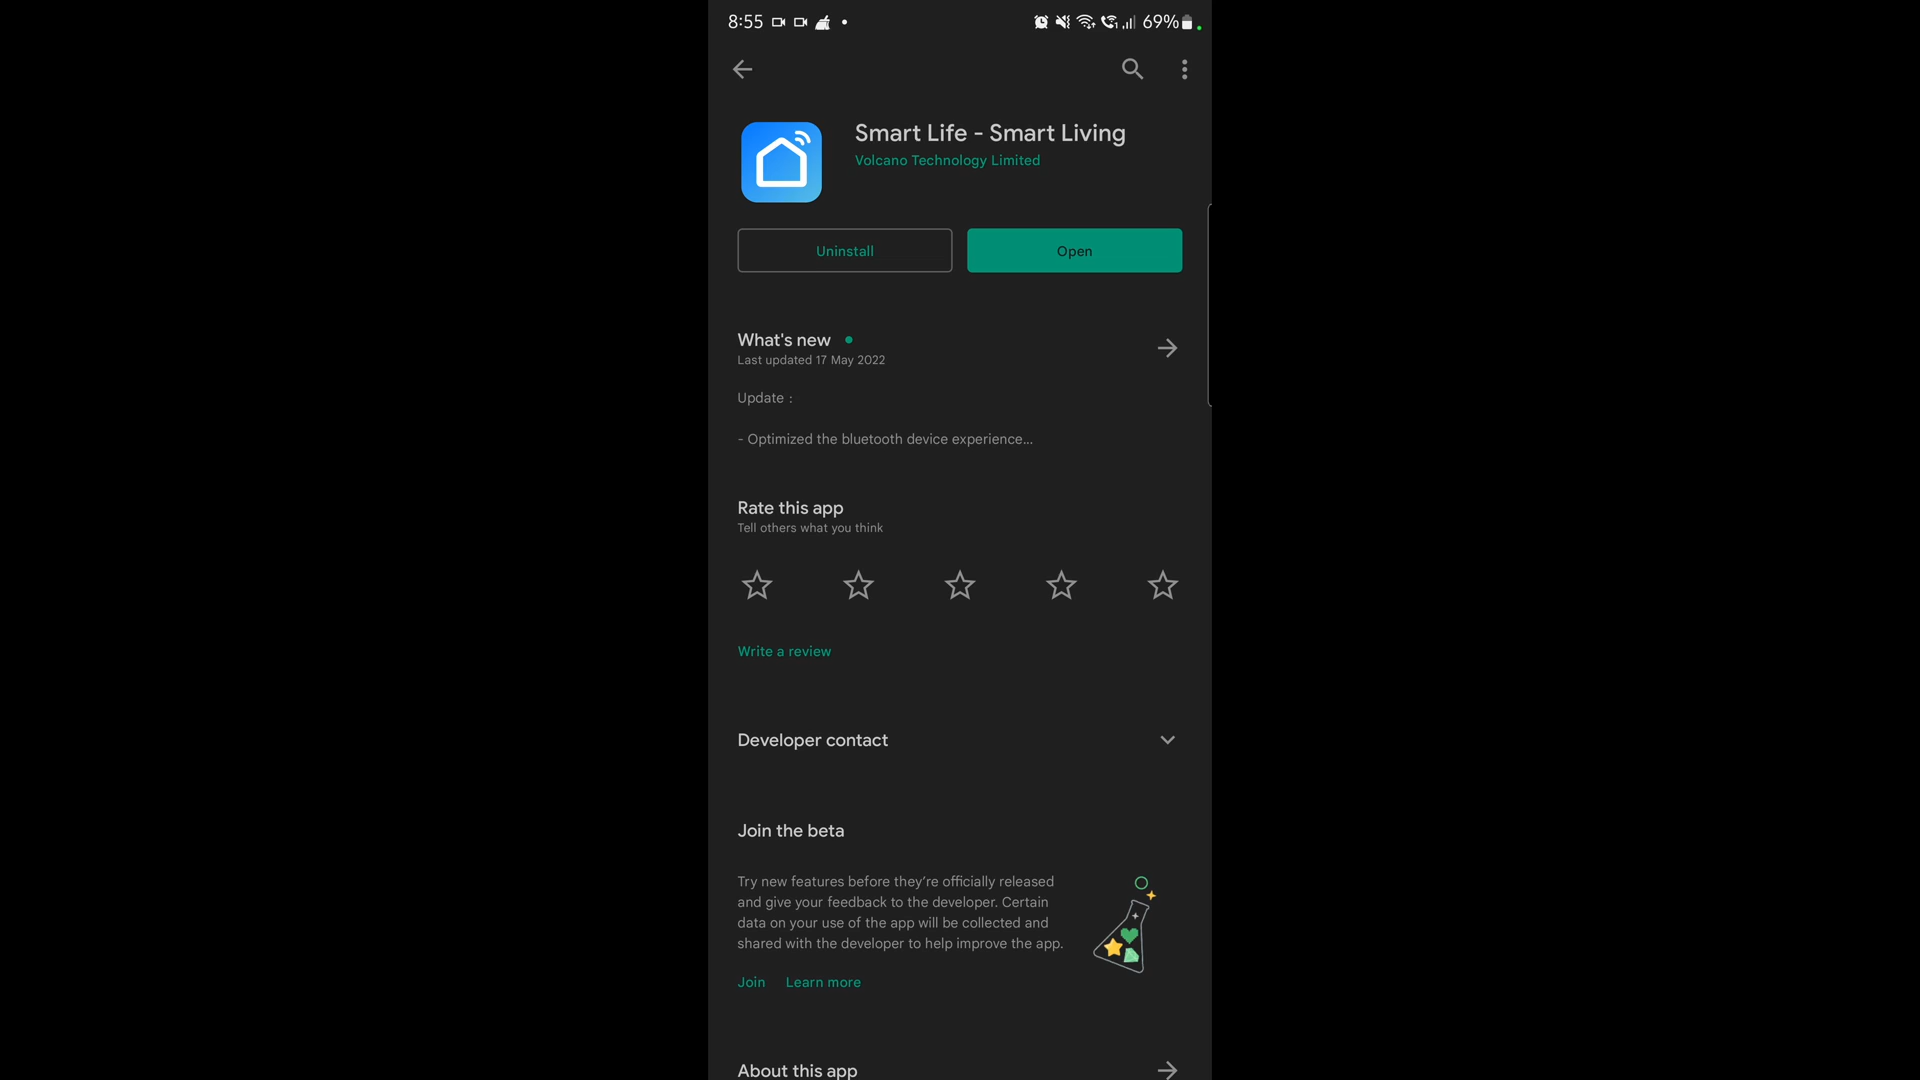 8:55
69%
Smart Life - Smart Living
Volcano Technology Limited
Uninstall
Open
What's new
Last updated 17 May 2022
Update :
- Optimized the bluetooth device experience...
Rate this app
Tell others what you think
Write a review
Developer contact
Join the beta
Try new features before they're officially released
and give your feedback to the developer. Certain
data on your use of the app will be collected and
shared with the developer to help improve the app.
Join
Learn more
About this app